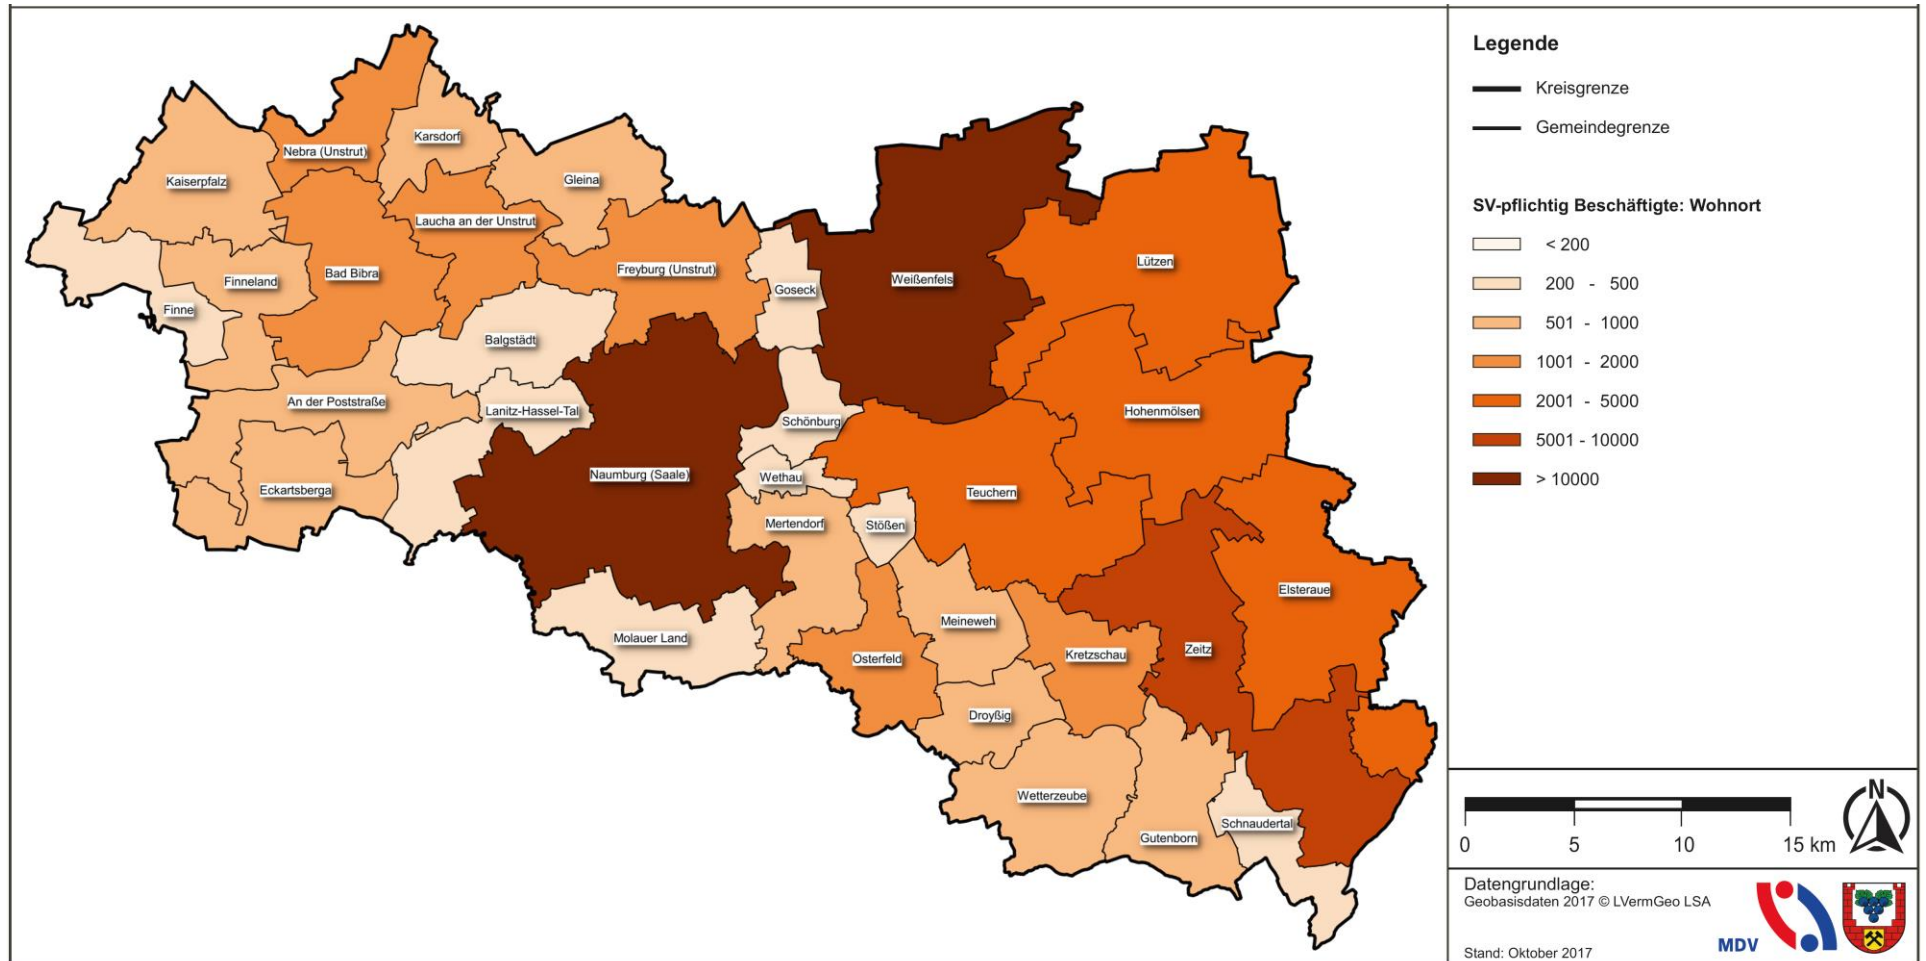 Nebra (Unstrut)
Karsdorf
Kaiserpfalz
Gleina
Laucha an der Unstrut
Finneland
Bad Bibra
Freyburg (Unstrut)
Goseck
Weißenfels
Lützen
Finne
Balgstädt
An der Poststraße
Lanitz-Hassel-Tal
Schönburg
Hohenmölsen
Eckartsberga
Naumburg (Saale)
Wethau
Teuchern
Mertendorf
Stößen
Elsteraue
Molauer Land
Meineweh
Osterfeld
Kretzschau
Zeitz
Droyßig
Wetterzeube
Gutenborn
Schnaudertal
Legende
Kreisgrenze
Gemeindegrenze
SV-pflichtig Beschäftigte: Wohnort
< 200
200 - 500
501 - 1000
1001 - 2000
2001 - 5000
5001 - 10000
> 10000
N
0 5 10 15 km
Datengrundlage:
Geobasisdaten 2017 © LVermGeo LSA
MDV
Stand: Oktober 2017